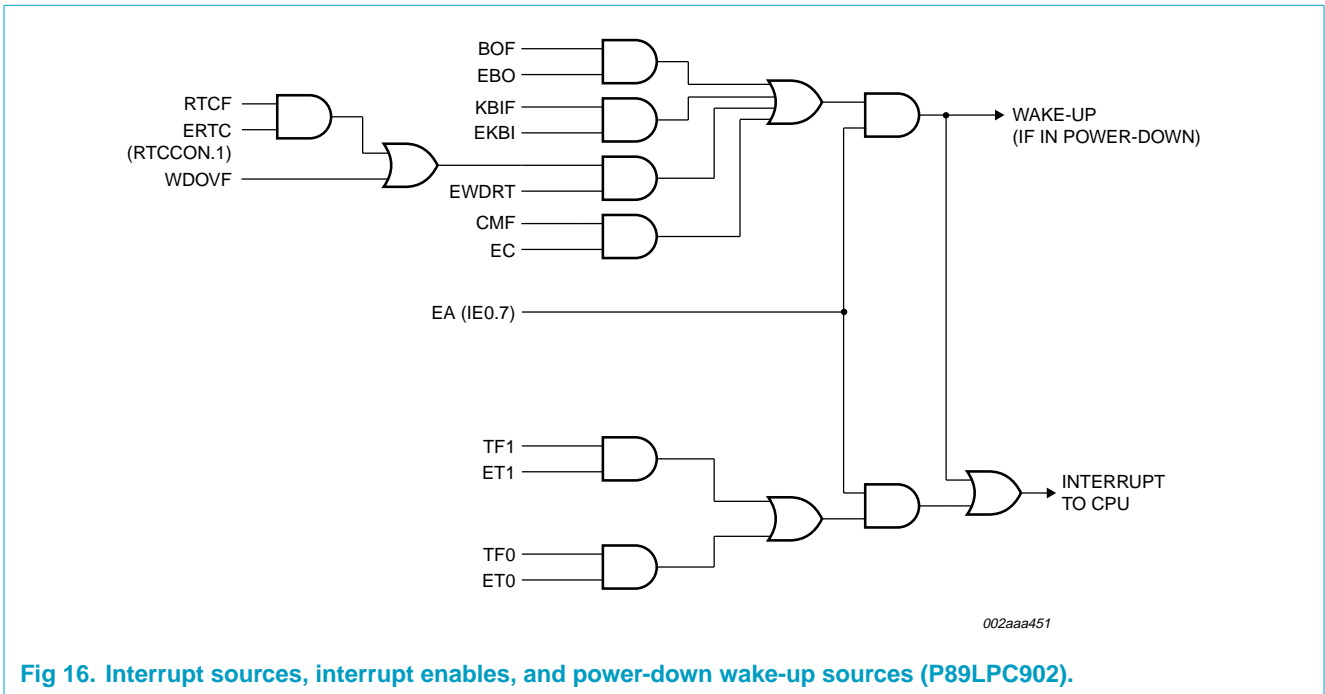 BOF
EBO
RTCF
ERTC
(RTCCON.1)
WDOVF
KBIF
EKBI
EWDRT
CMF
EC
WAKE-UP
(IF IN POWER-DOWN)
EA (IE0.7)
TF1
ET1
TF0
ET0
INTERRUPT
TO CPU
002aaa451
Fig 16. Interrupt sources, interrupt enables, and power-down wake-up sources (P89LPC902).